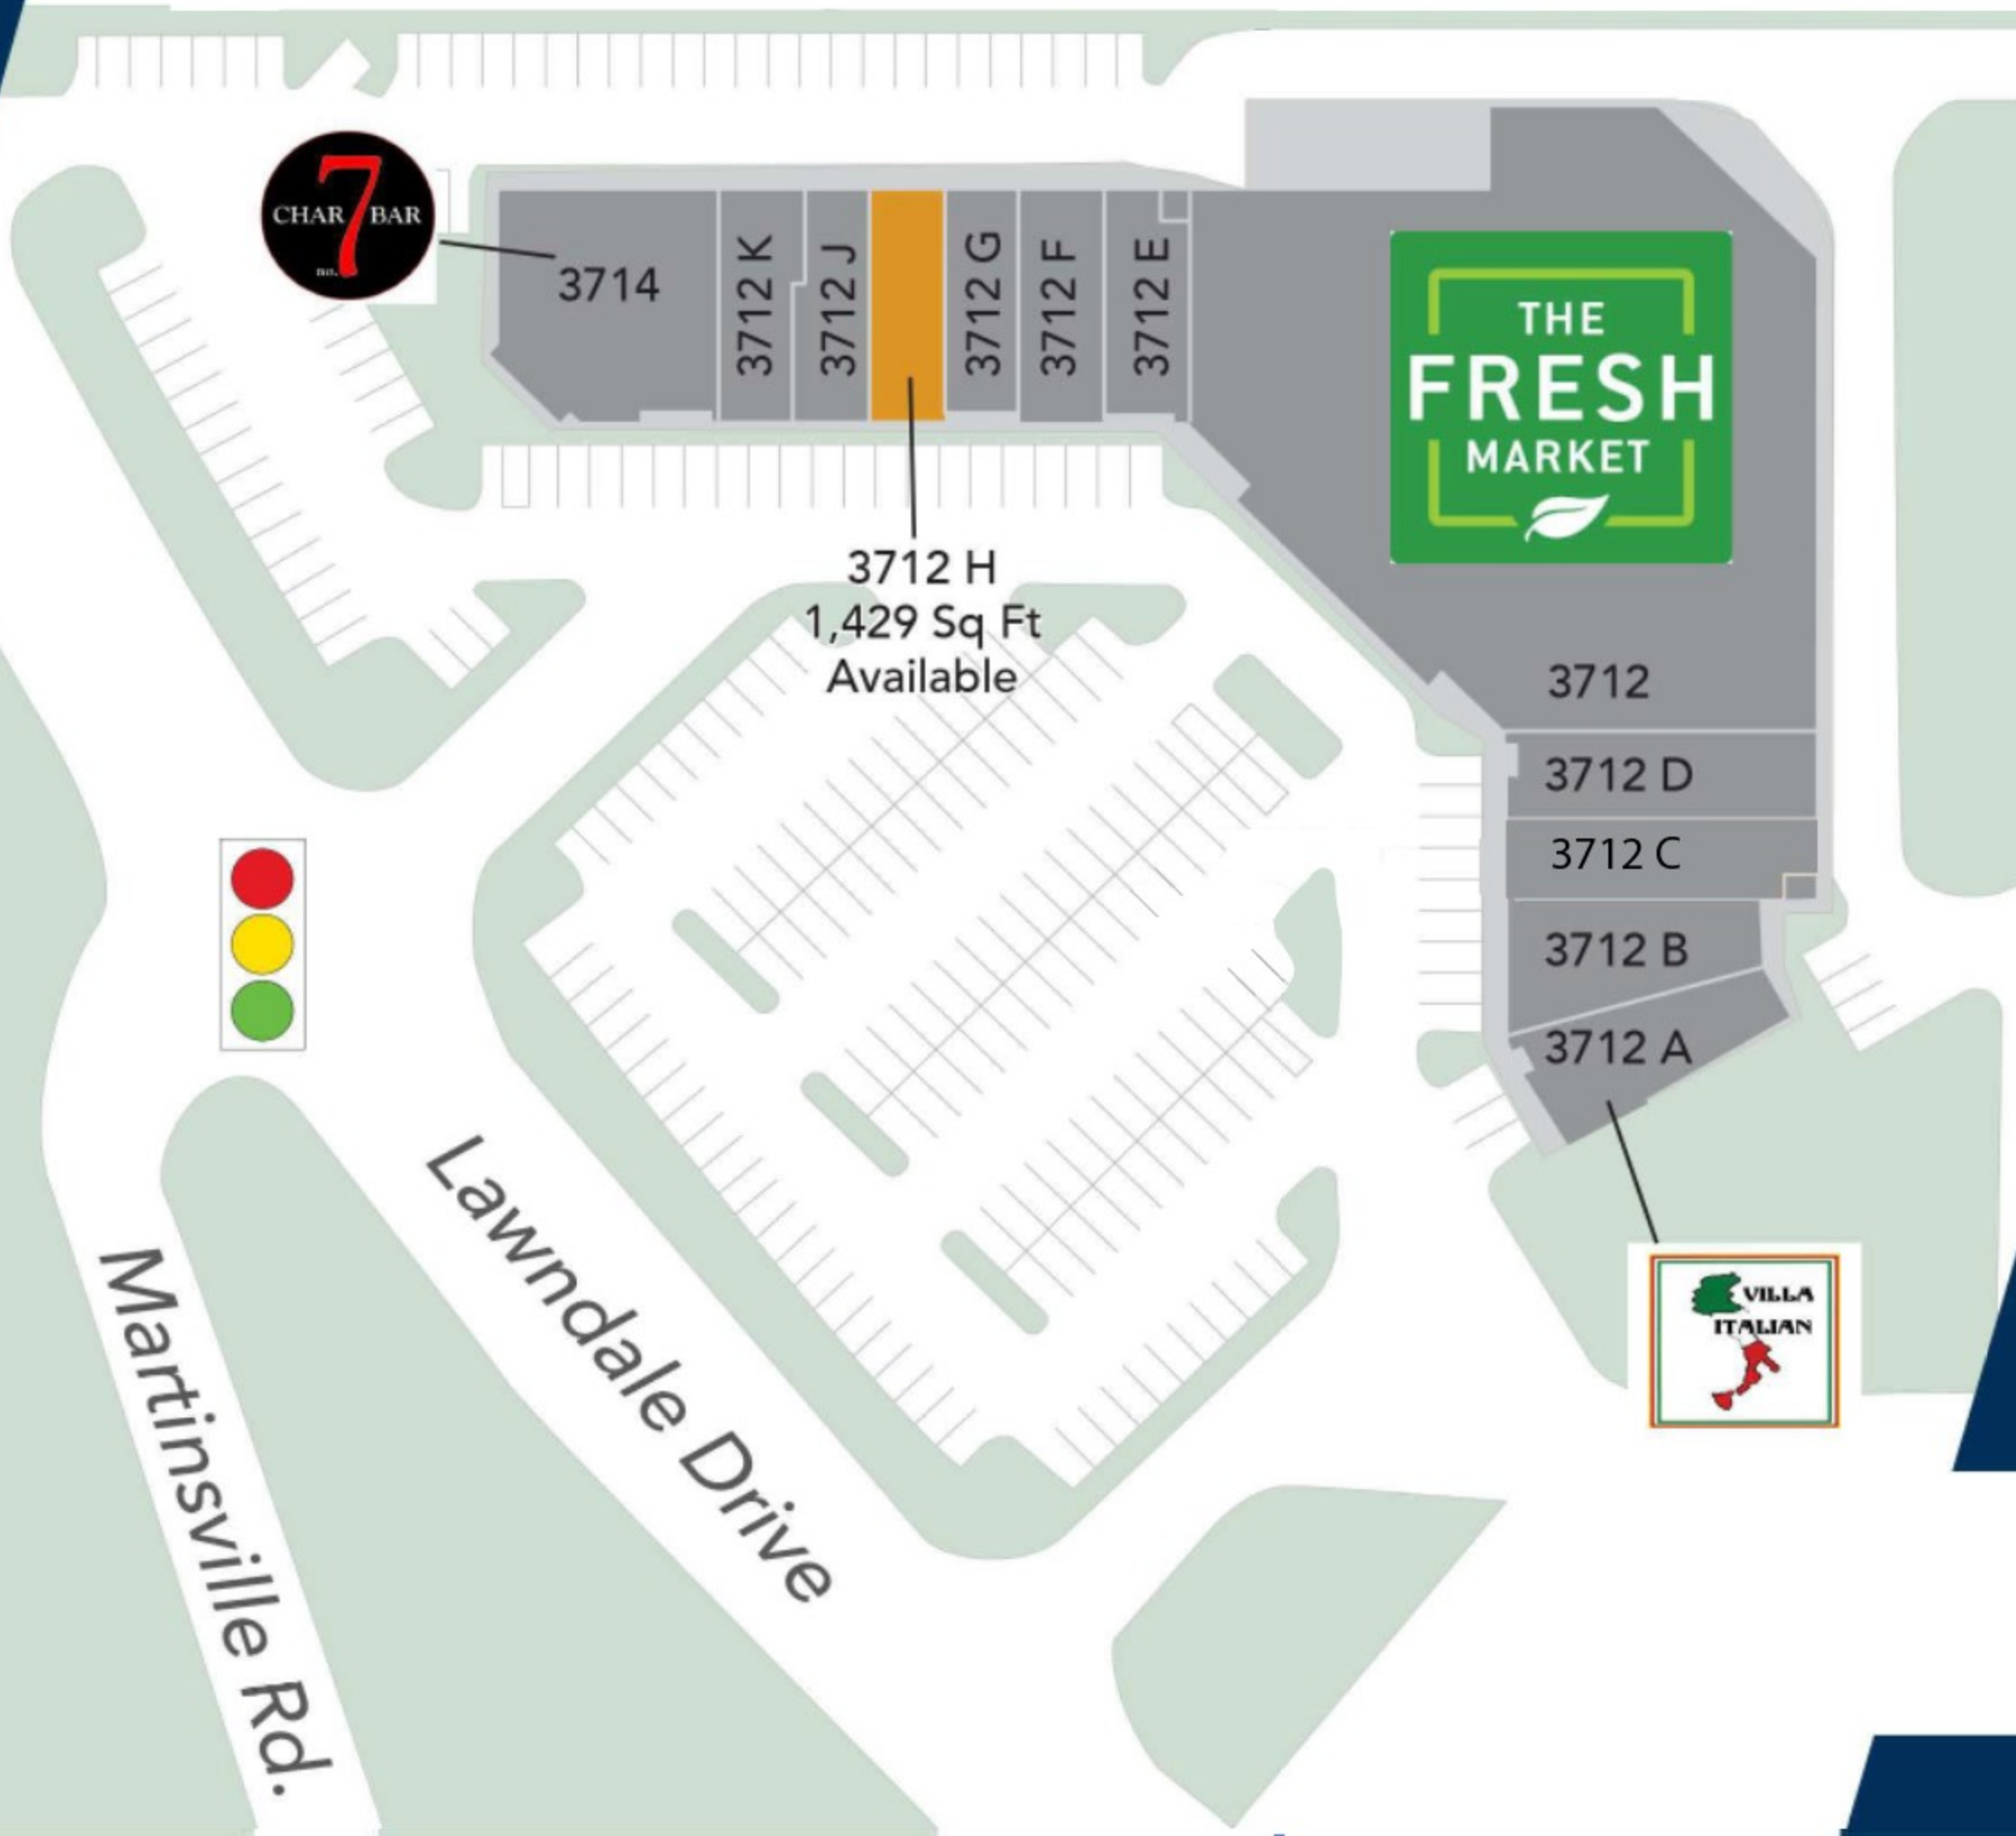 CHAR 7 BAR
no.
3714
3712 K
3712 J
3712 G
3712 F
3712 E
THE
FRESH
MARKET
3712 H
1,429 Sq Ft
Available
3712
3712 D
3712 C
3712 B
3712 A
VILLA
ITALIAN
Lawndale Drive
Martinsville Rd.